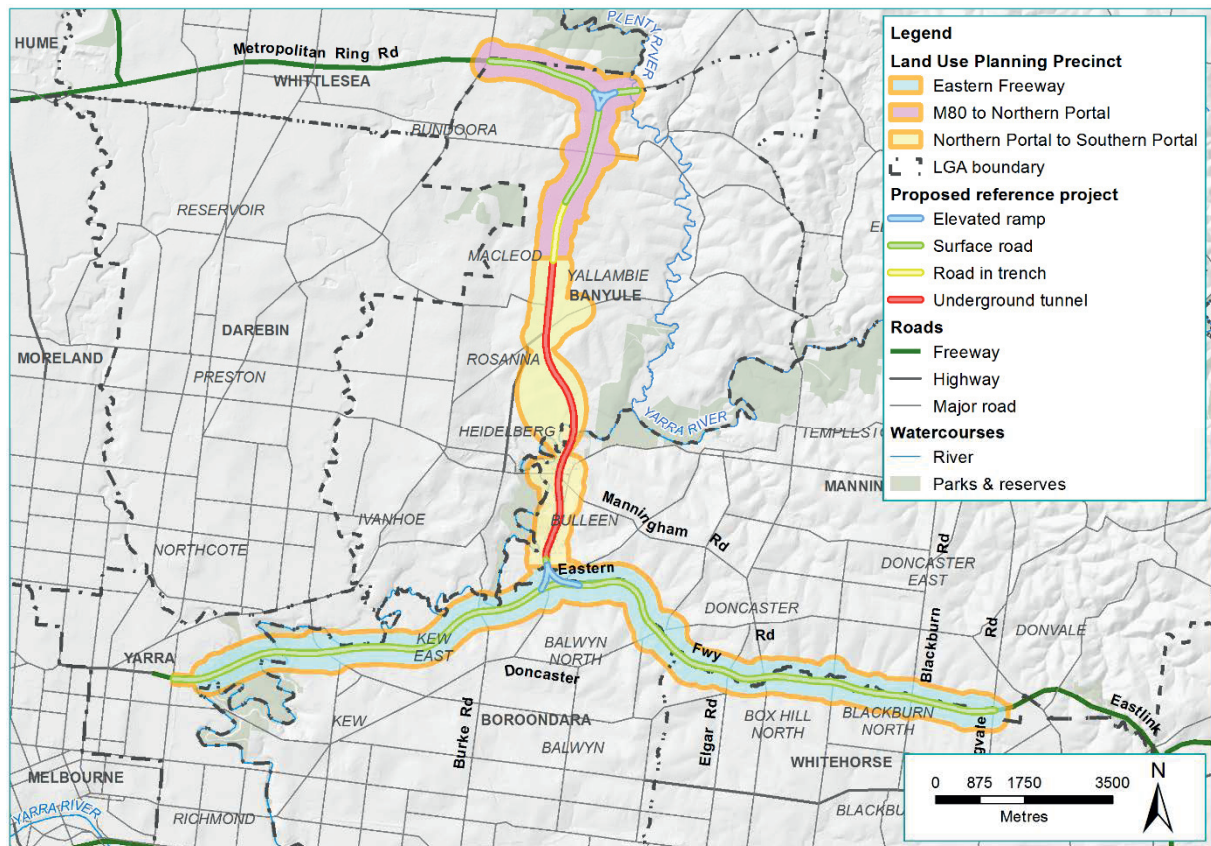 HUME
Metropolitan Ring Rd
WHITTLESEA
PLENTY RIVER
BUNDOORA
RESERVOIR
MACLEOD
YALLAMBIE
BANYULE
DAREBIN
MORELAND
PRESTON
ROSANNA
HEIDELBERG
YARRA RIVER
TEMPLESTO
MANNIN
Manningham Rd
IVANHOE
BULLEEN
NORTHCOTE
Eastern
Fwy
DONCASTER EAST
DONCASTER
Blackburn Rd
DONVALE
YARRA
KEW EAST
BALWYN NORTH
Doncaster
Rd
KEW
Burke Rd
BOROONDARA
BALWYN
Elgar Rd
BOX HILL NORTH
BLACKBURN NORTH
gvale
Rd
Eastlink
WHITEHORSE
MELBOURNE
YARRA RIVER
RICHMOND
BLACKBU
Legend
Land Use Planning Precinct
Eastern Freeway
M80 to Northern Portal
Northern Portal to Southern Portal
LGA boundary
Proposed reference project
Elevated ramp
Surface road
Road in trench
Underground tunnel
Roads
Freeway
Highway
Major road
Watercourses
River
Parks & reserves
0 875 1750 3500
Metres
N